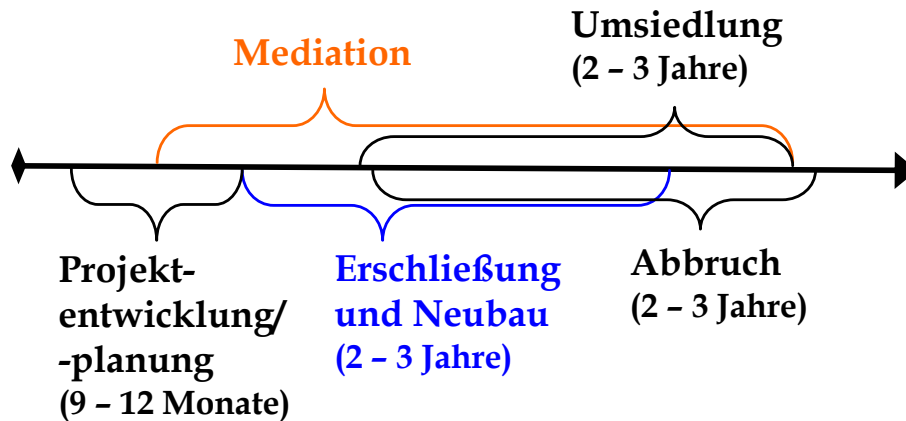 Umsiedlung
(2 – 3 Jahre)
Mediation
Projekt-
entwicklung/
-planung
(9 – 12 Monate)
Erschließung
und Neubau
(2 – 3 Jahre)
Abbruch
(2 – 3 Jahre)